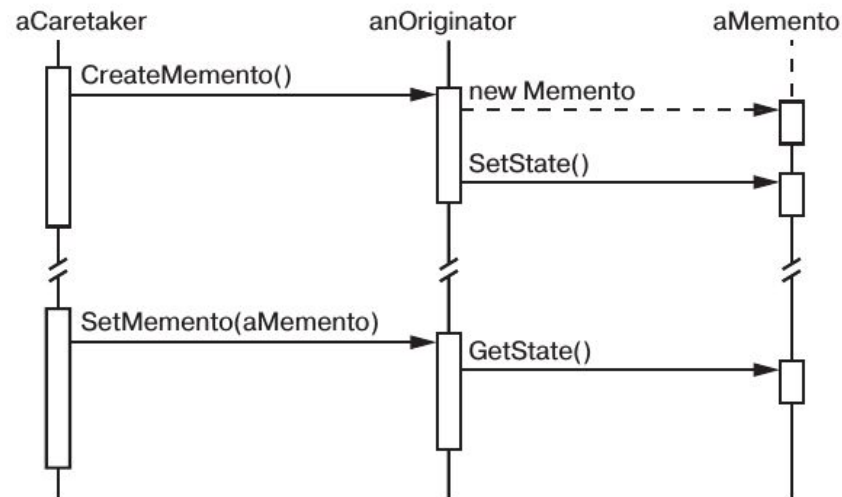 aCaretaker
anOriginator
aMemento
CreateMemento()
new Memento
SetState()
SetMemento(aMemento)
GetState()